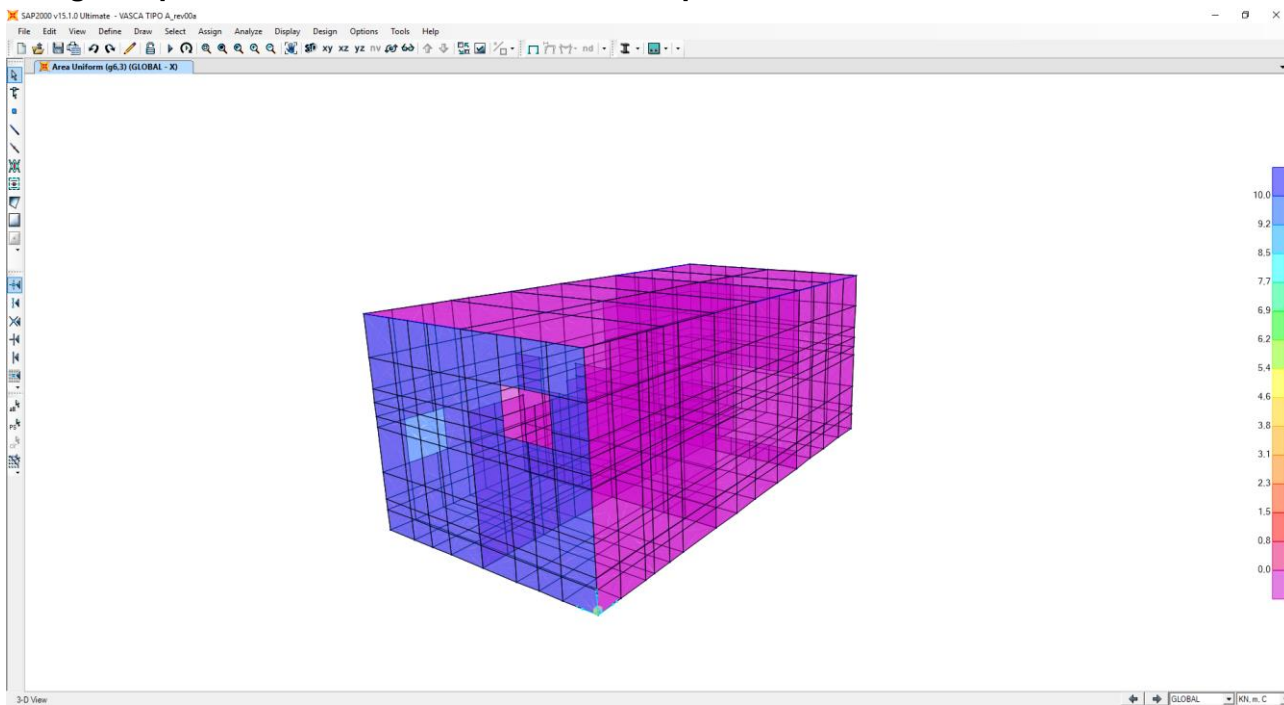 SAP2000 v15.1.0 Ultimate - VASCA TIPO A_rev00a
File Edit View Define Draw Select Assign Analyze Display Design Options Tools Help
xy xz yz nv nd
Area Uniform (g6,3) (GLOBAL - X)
10.0
9.2
8.5
7.7
6.9
6.2
5.4
4.6
3.8
3.1
2.3
1.5
0.8
0.0
3-D View
GLOBAL
KN, m, C